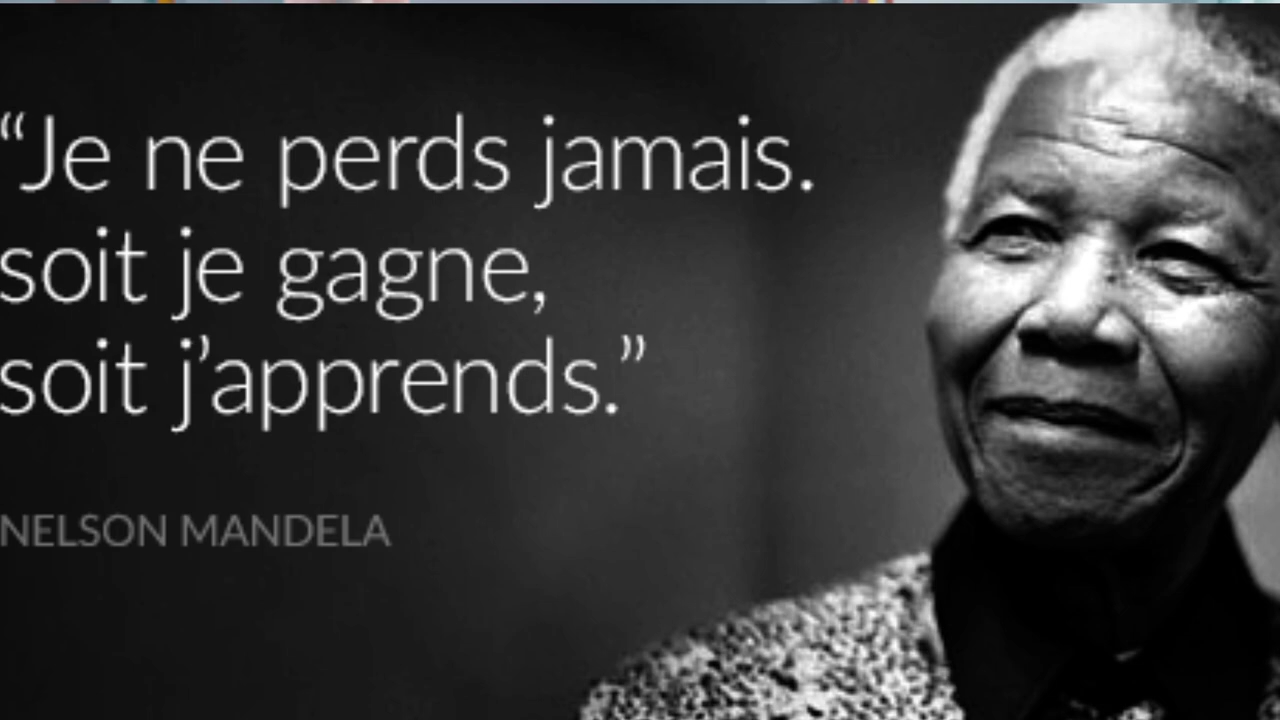 “Je ne perds jamais.
soit je gagne,
soit j’apprends.”
NELSON MANDELA